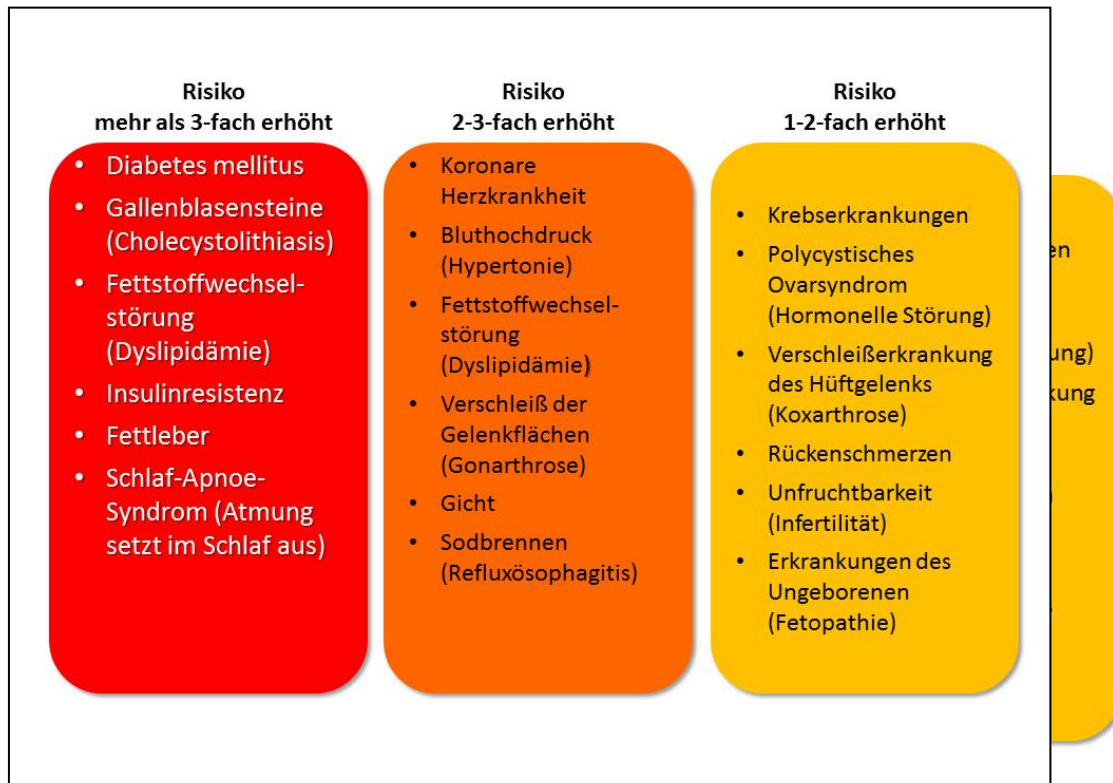 Risiko
mehr als 3-fach erhöht
• Diabetes mellitus
• Gallenblasensteine
(Cholecystolithiasis)
• Fettstoffwechsel-
störung
(Dyslipidämie)
• Insulinresistenz
• Fettleber
• Schlaf-Apnoe-
Syndrom (Atmung
setzt im Schlaf aus)
Risiko
2-3-fach erhöht
• Koronare
Herzkrankheit
• Bluthochdruck
(Hypertonie)
• Fettstoffwechsel-
störung
(Dyslipidämie)
• Verschleiß der
Gelenkflächen
(Gonarthrose)
• Gicht
• Sodbrennen
(Refluxösophagitis)
Risiko
1-2-fach erhöht
• Krebserkrankungen
• Polycystisches
Ovarsyndrom
(Hormonelle Störung)
• Verschleißerkrankung
des Hüftgelenks
(Koxarthrose)
• Rückenschmerzen
• Unfruchtbarkeit
(Infertilität)
• Erkrankungen des
Ungeborenen
(Fetopathie)